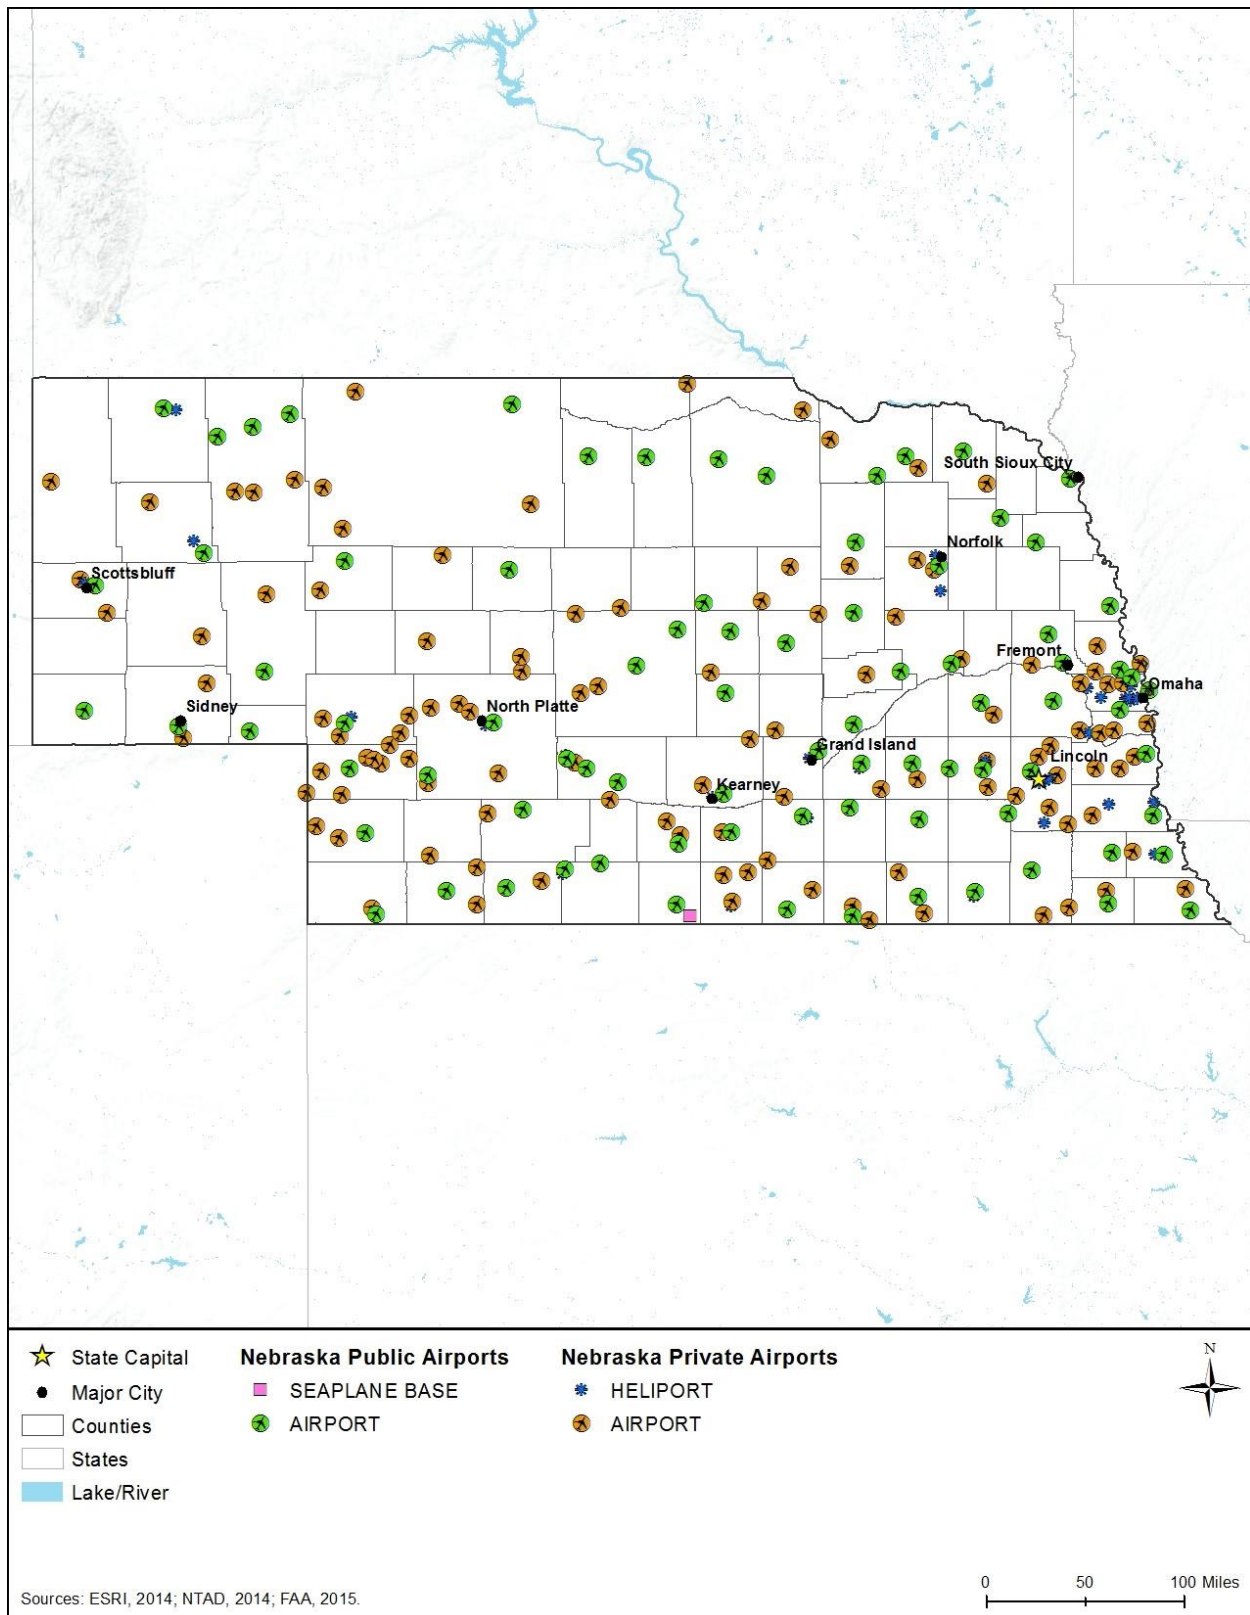 South Sioux City
Norfolk
Scottsbluff
Fremont
Omaha
Sidney
North Platte
Grand Island
Lincoln
Kearney
State Capital
Major City
Counties
States
Lake/River
Nebraska Public Airports
SEAPLANE BASE
AIRPORT
Nebraska Private Airports
HELIPORT
AIRPORT
N
0 50 100 Miles
Sources: ESRI, 2014; NTAD, 2014; FAA, 2015.